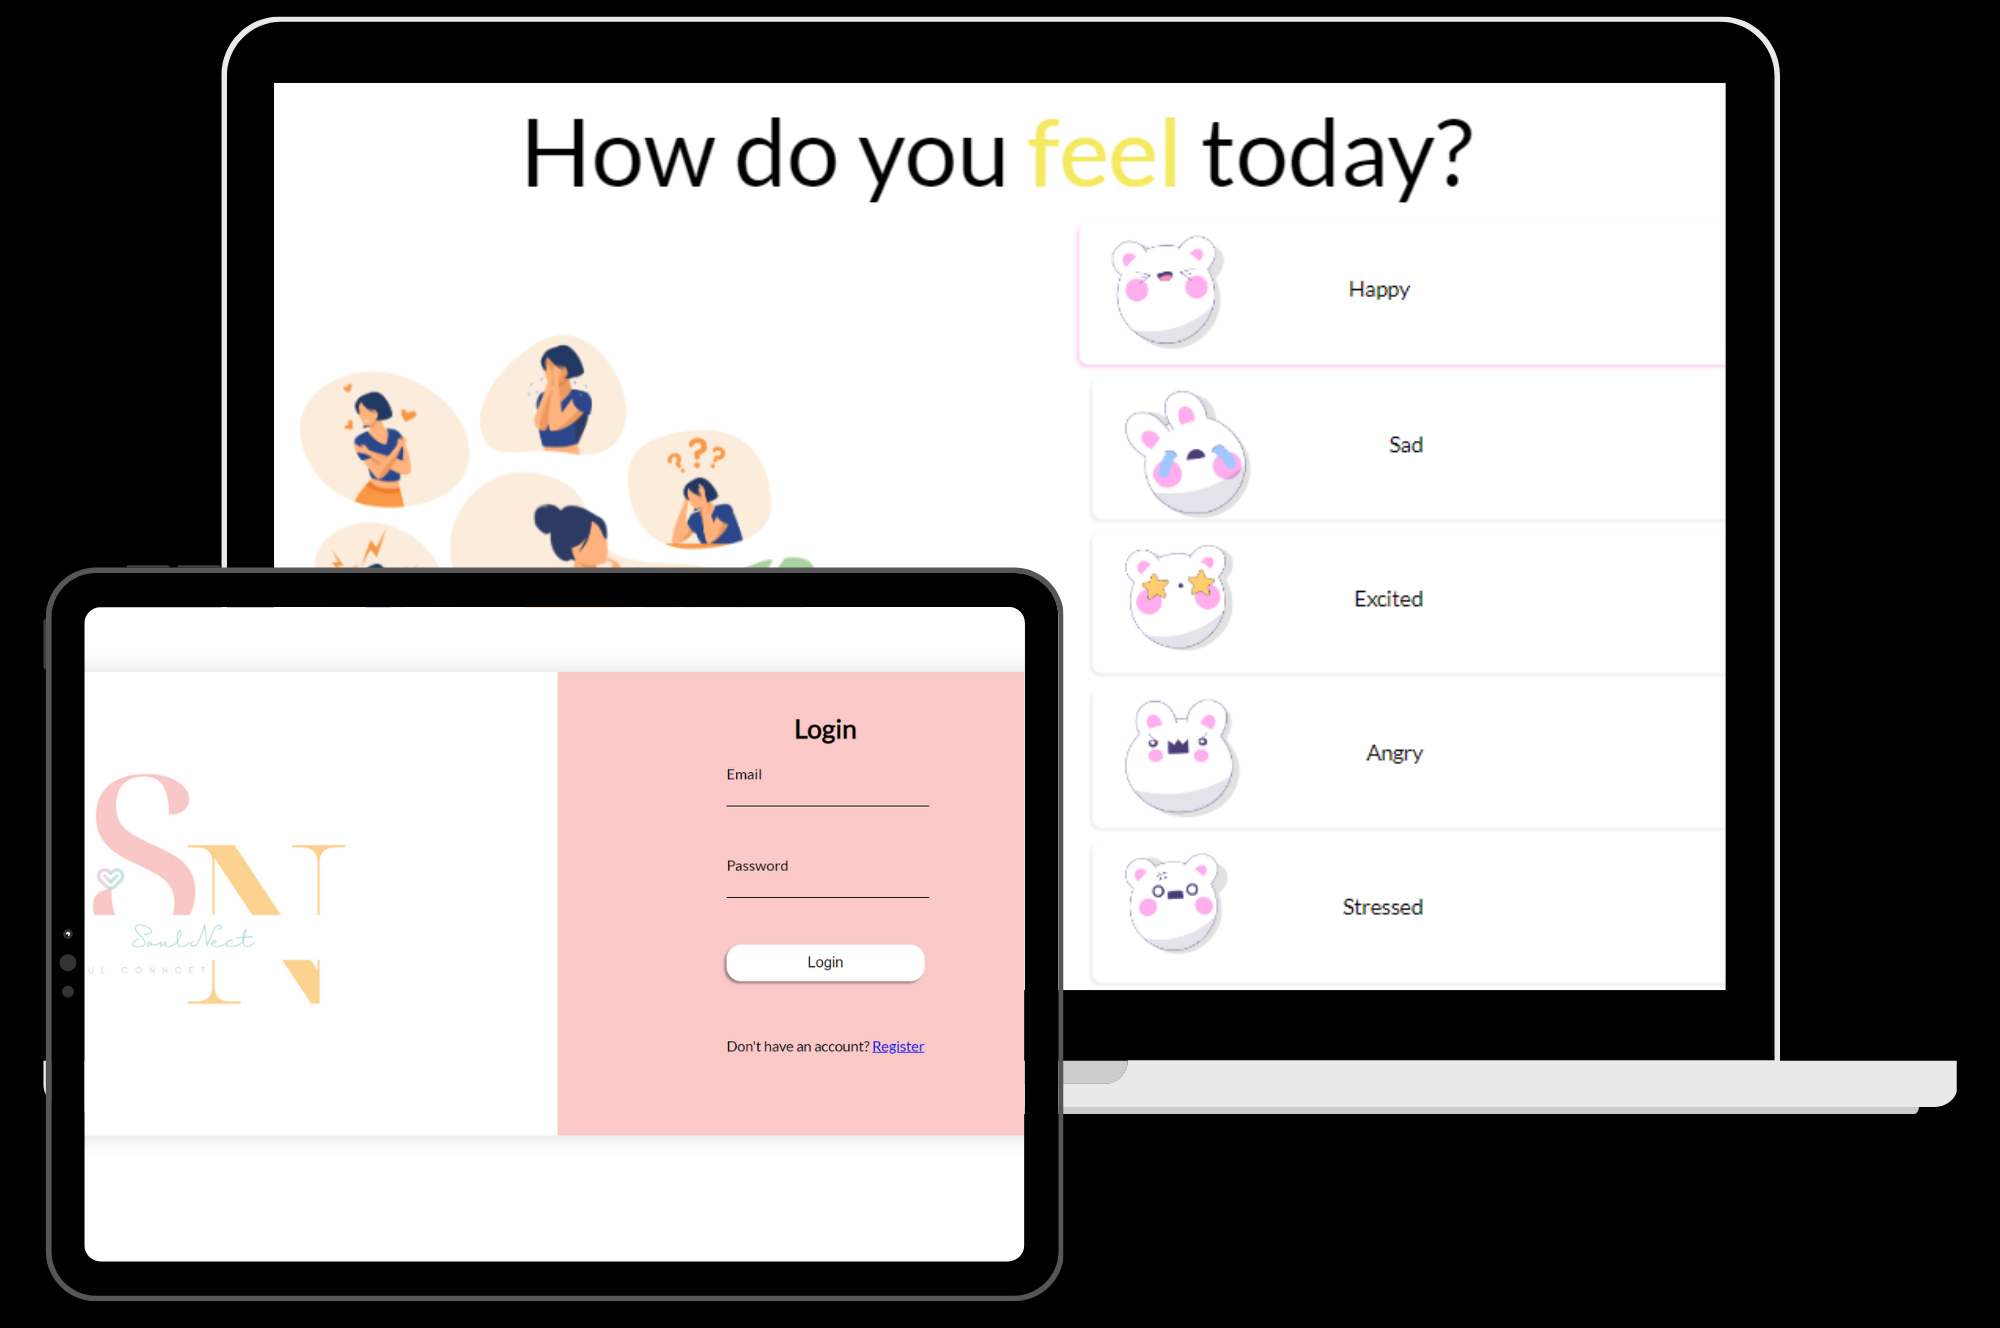 How do you feel today?
Happy
Sad
Excited
Angry
Stressed
? ? ?
Login
Email
Password
Login
Don't have an account? Register
SN
SoulNect
UL CONNCET